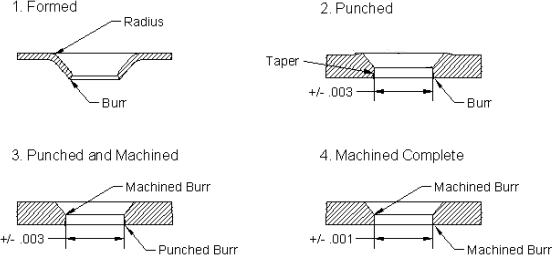 1. Formed
Radius
Burr
2. Punched
Taper
+/- .003
Burr
3. Punched and Machined
Machined Burr
+/- .003
Punched Burr
4. Machined Complete
Machined Burr
+/- .001
Machined Burr